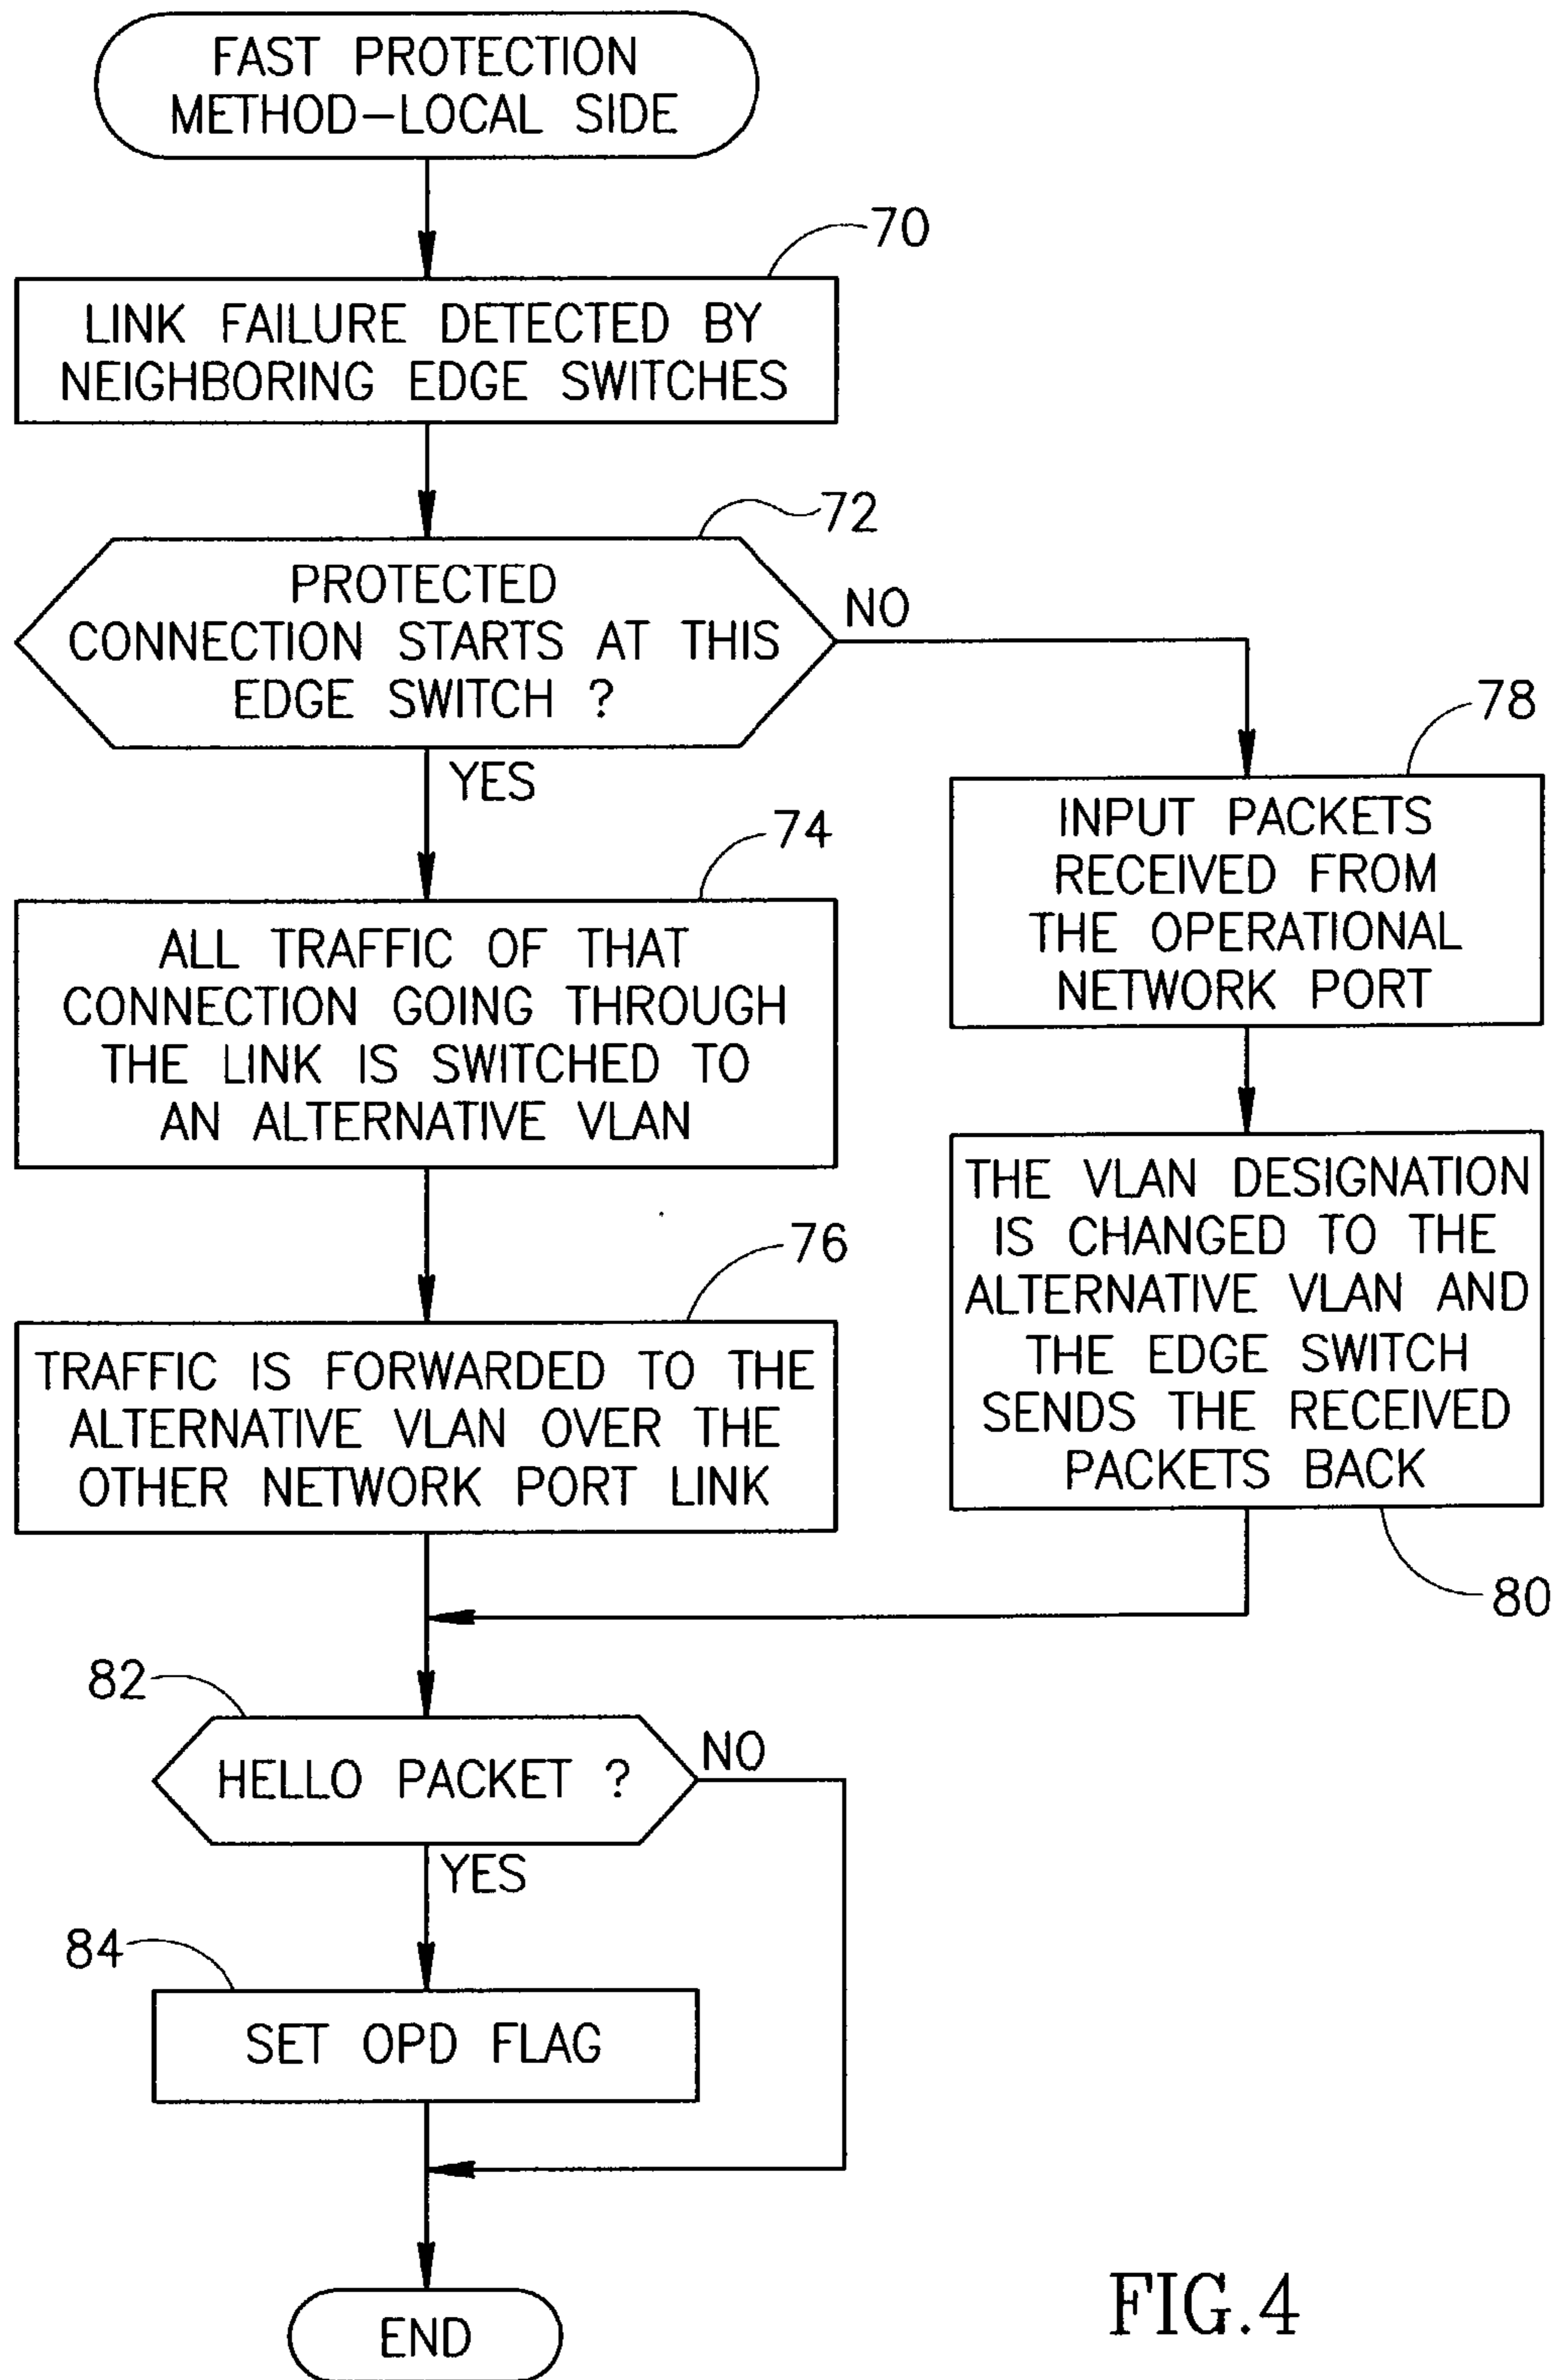 FAST PROTECTION
METHOD-LOCAL SIDE
70
LINK FAILURE DETECTED BY
NEIGHBORING EDGE SWITCHES
72
PROTECTED
CONNECTION STARTS AT THIS
EDGE SWITCH ?
NO
YES
74
ALL TRAFFIC OF THAT
CONNECTION GOING THROUGH
THE LINK IS SWITCHED TO
AN ALTERNATIVE VLAN
76
TRAFFIC IS FORWARDED TO THE
ALTERNATIVE VLAN OVER THE
OTHER NETWORK PORT LINK
78
INPUT PACKETS
RECEIVED FROM
THE OPERATIONAL
NETWORK PORT
THE VLAN DESIGNATION
IS CHANGED TO THE
ALTERNATIVE VLAN AND
THE EDGE SWITCH
SENDS THE RECEIVED
PACKETS BACK
80
82
HELLO PACKET ?
NO
YES
84
SET OPD FLAG
END
FIG.4